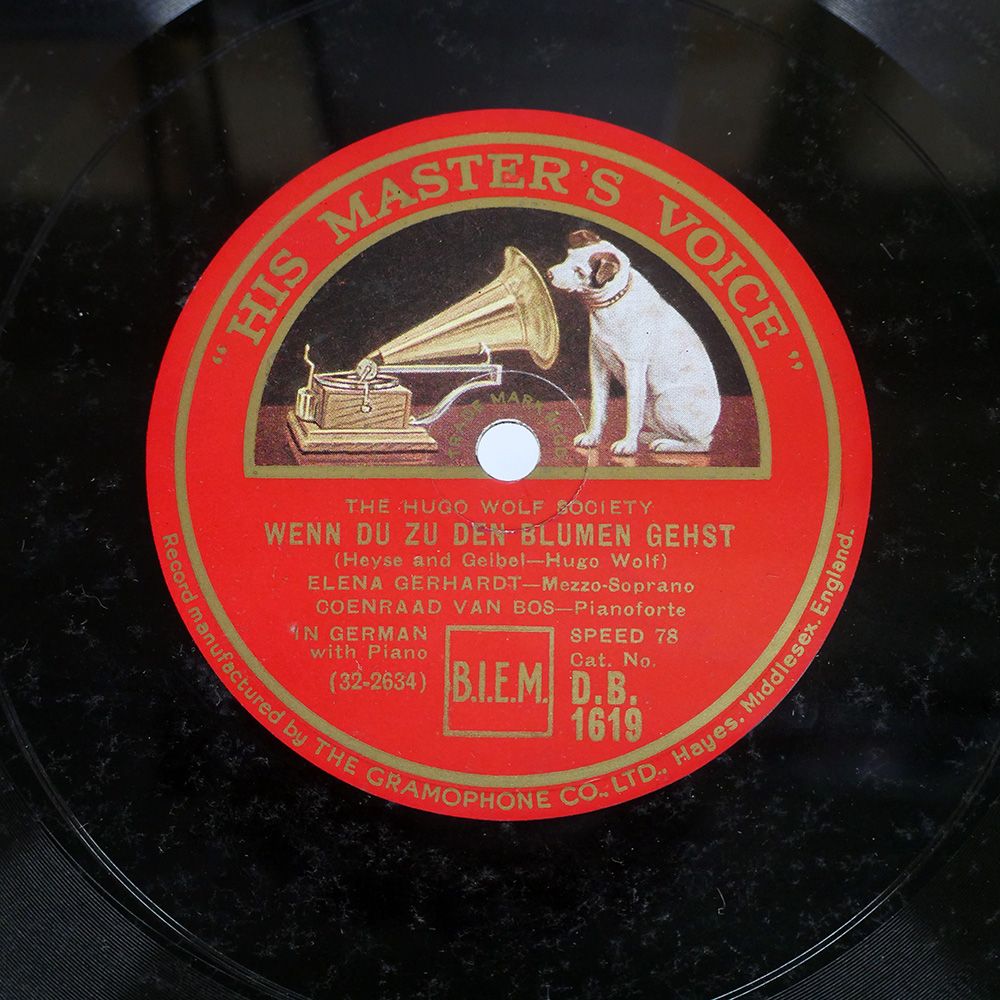 “HIS MASTER'S VOICE”
TRADE MARK REGD
THE HUGO WOLF SOCIETY
WENN DU ZU DEN BLUMEN GEHST
(Heyse and Geibel—Hugo Wolf)
ELENA GERHARDT—Mezzo-Soprano
COENRAAD VAN BOS—Pianoforte
IN GERMAN
with Piano
(32-2634)
B.I.E.M.
SPEED 78
Cat. No.
D.B.
1619
Record manufactured by THE GRAMOPHONE CO., LTD., Hayes, Middlesex, England.